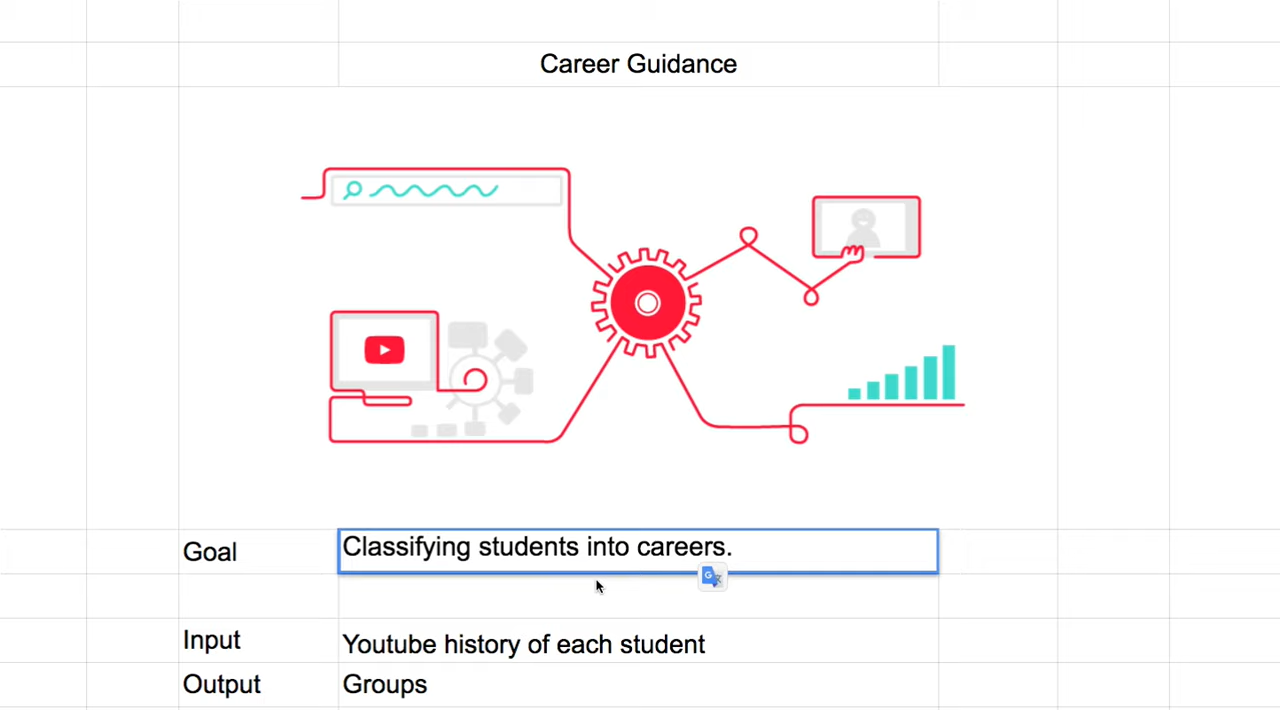 Career Guidance
Goal
Classifying students into careers.
Input
Youtube history of each student
Output
Groups